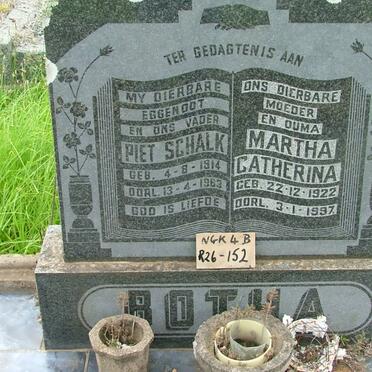 TER GEDAGTENIS AAN
MY DIERBARE
EGGENOOT
EN ONS VADER
PIET SCHALK
GEB. 4-8-1914
OORL. 13-4-1963
GOD IS LIEFDE
ONS DIERBARE
MOEDER
EN OUMA
MARTHA
CATHERINA
GEB. 22-12-1922
OORL. 3-1-1997.
NGK 4 B
R26-152
BOTHA